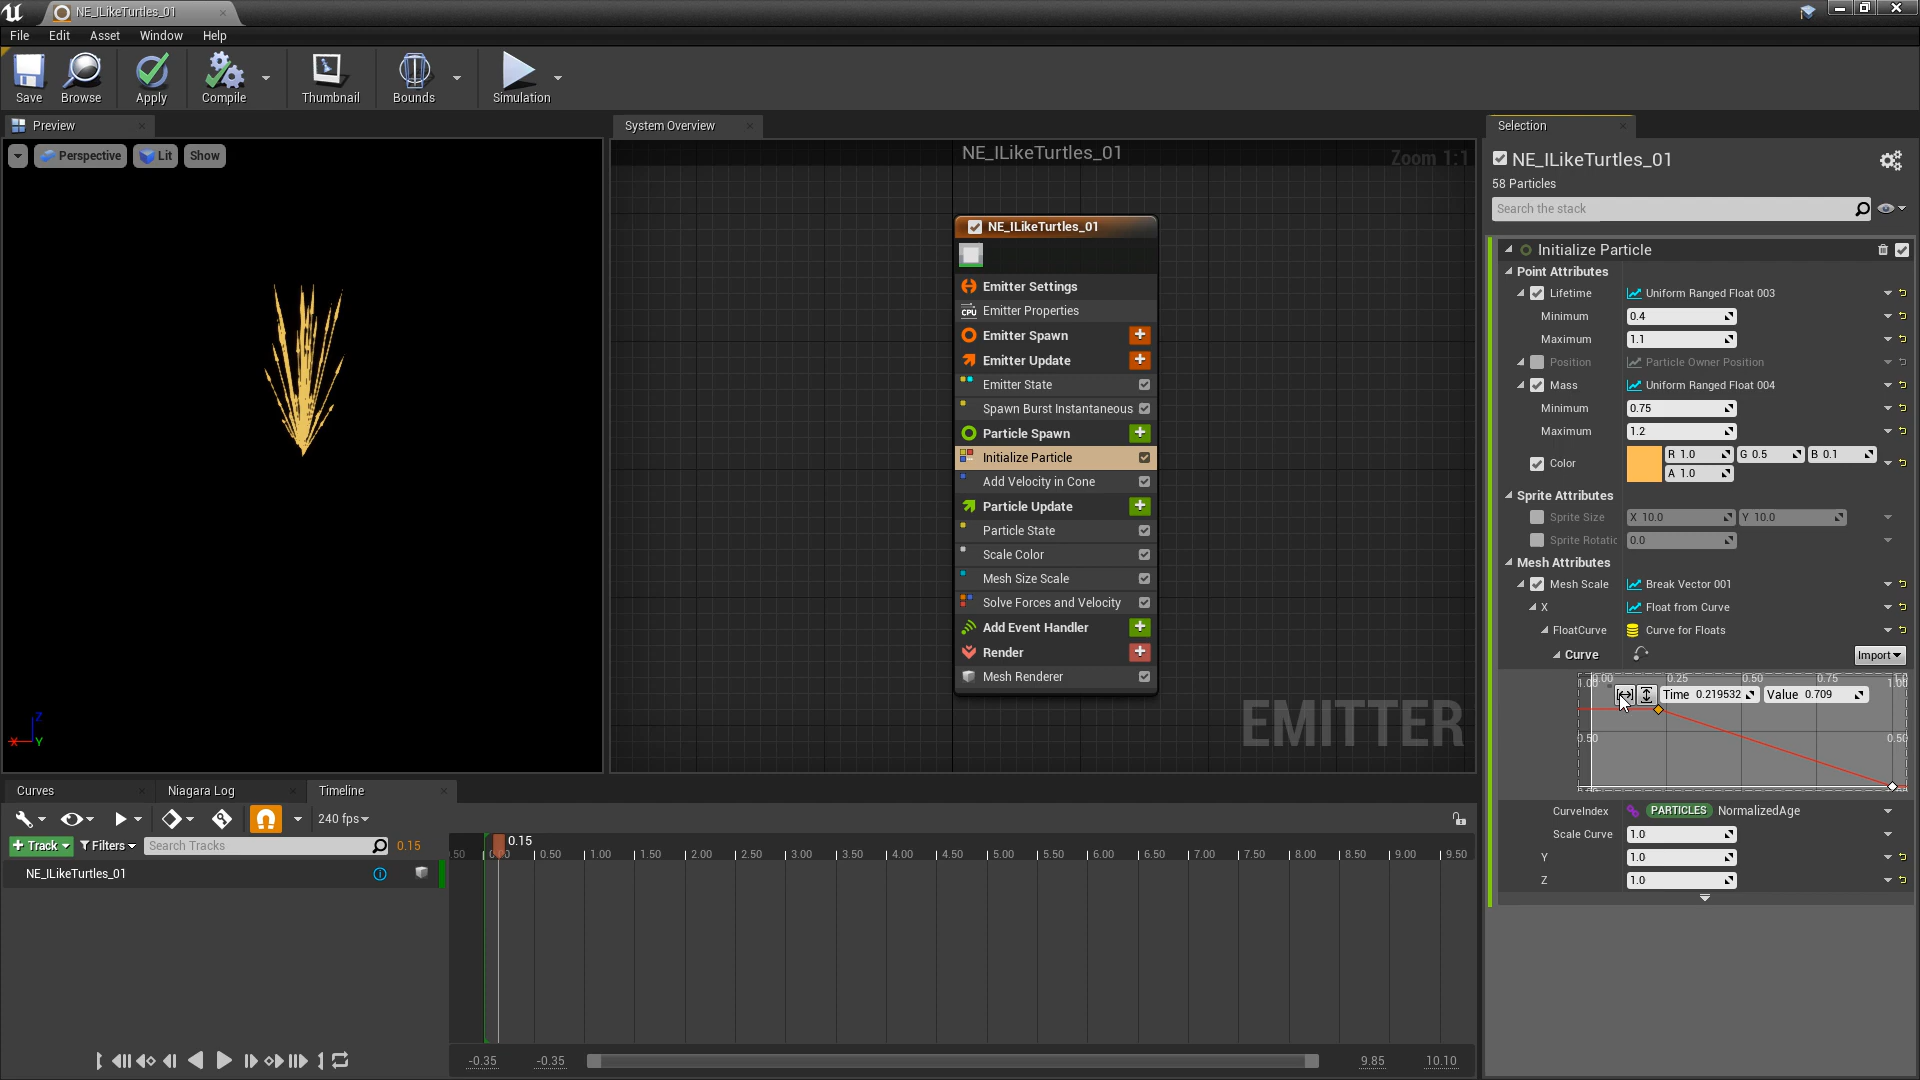 NE_ILikeTurtles_01
File Edit Asset Window Help
Save Browse Apply Compile Thumbnail Bounds Simulation
Preview
Perspective Lit Show
Z
X Y
System Overview
NE_ILikeTurtles_01
Zoom 1:1
NE_ILikeTurtles_01
Emitter Settings
CPU Emitter Properties
Emitter Spawn
Emitter Update
Emitter State
Spawn Burst Instantaneous
Particle Spawn
Initialize Particle
Add Velocity in Cone
Particle Update
Particle State
Scale Color
Mesh Size Scale
Solve Forces and Velocity
Add Event Handler
Render
Mesh Renderer
EMITTER
Selection
NE_ILikeTurtles_01
58 Particles
Search the stack
Initialize Particle
Point Attributes
Lifetime Uniform Ranged Float 003
Minimum 0.4
Maximum 1.1
Position Particle Owner Position
Mass Uniform Ranged Float 004
Minimum 0.75
Maximum 1.2
Color R 1.0 G 0.5 B 0.1
A 1.0
Sprite Attributes
Sprite Size X 10.0 Y 10.0
Sprite Rotatic 0.0
Mesh Attributes
Mesh Scale Break Vector 001
X Float from Curve
FloatCurve Curve for Floats
Curve Import
0.25 0.50 0.75
Time 0.219532 Value 0.709
0.50
CurveIndex PARTICLES NormalizedAge
Scale Curve 1.0
Y 1.0
Z 1.0
Curves Niagara Log Timeline
240 fps
+ Track Filters Search Tracks 0.15
NE_ILikeTurtles_01
0.15
0.50 1.00 1.50 2.00 2.50 3.00 3.50 4.00 4.50 5.00 5.50 6.00 6.50 7.00 7.50 8.00 8.50 9.00 9.50
-0.35 -0.35 9.85 10.10